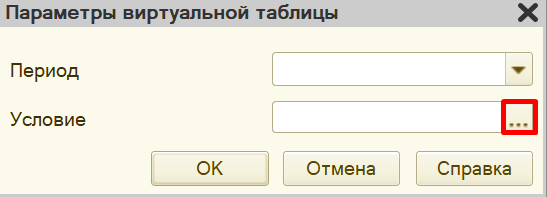 Параметры виртуальной таблицы
Период
Условие ...
OK Отмена Справка